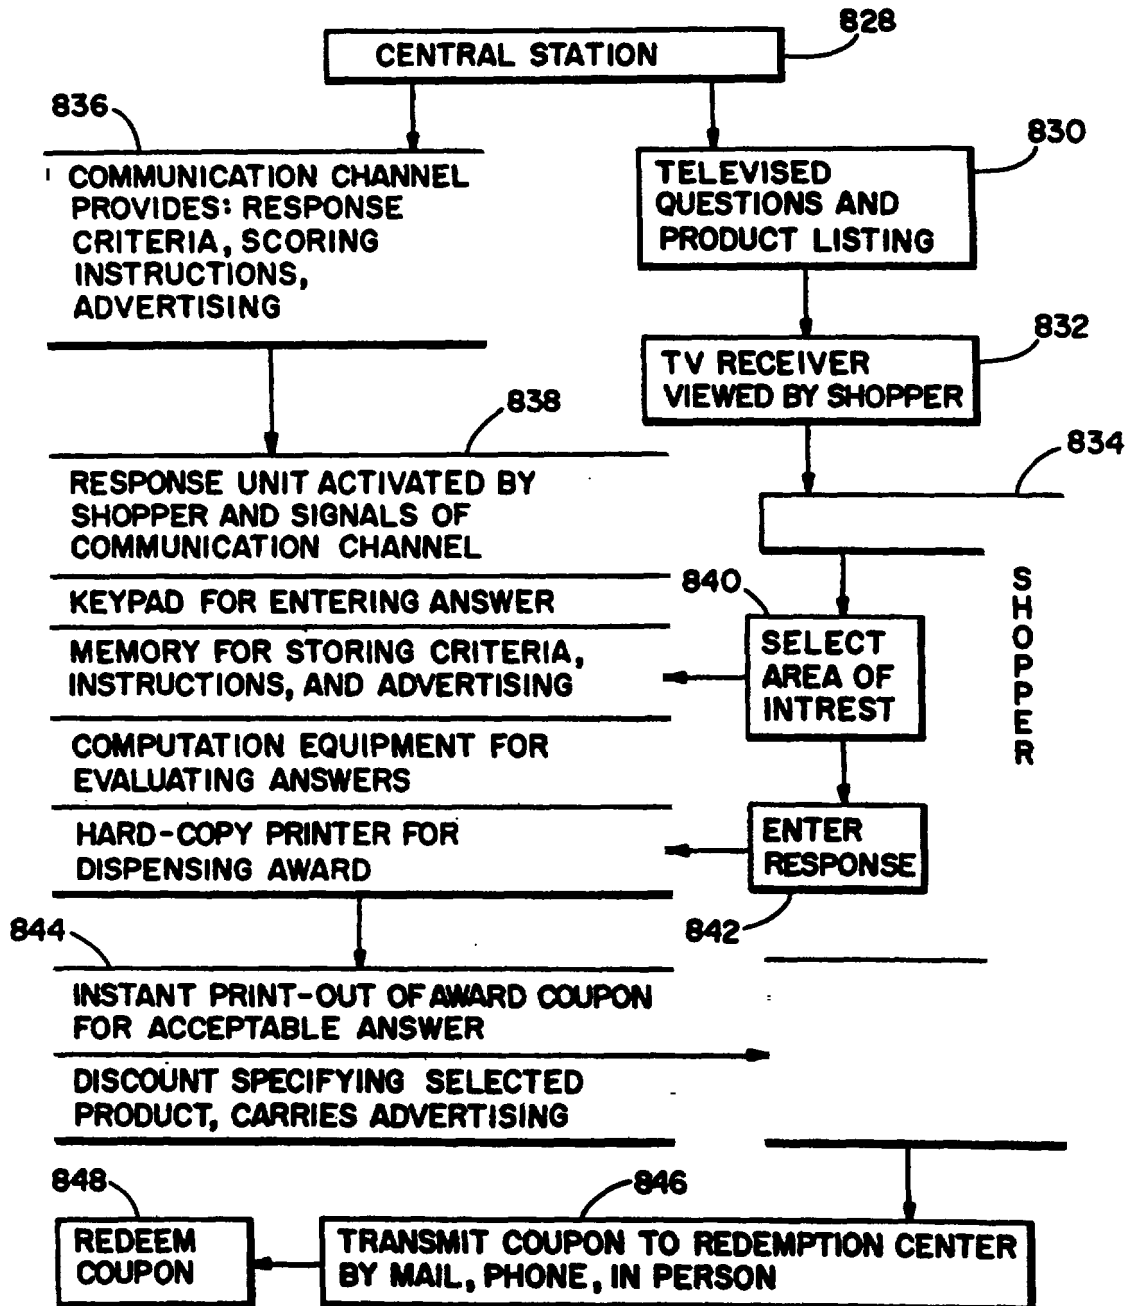 828
CENTRAL STATION
836
COMMUNICATION CHANNEL
PROVIDES: RESPONSE
CRITERIA, SCORING
INSTRUCTIONS,
ADVERTISING
830
TELEVISED
QUESTIONS AND
PRODUCT LISTING
832
TV RECEIVER
VIEWED BY SHOPPER
834
SHOPPER
838
RESPONSE UNIT ACTIVATED BY
SHOPPER AND SIGNALS OF
COMMUNICATION CHANNEL
KEYPAD FOR ENTERING ANSWER
MEMORY FOR STORING CRITERIA,
INSTRUCTIONS, AND ADVERTISING
COMPUTATION EQUIPMENT FOR
EVALUATING ANSWERS
HARD-COPY PRINTER FOR
DISPENSING AWARD
840
SELECT
AREA OF
INTREST
ENTER
RESPONSE
842
844
INSTANT PRINT-OUT OF AWARD COUPON
FOR ACCEPTABLE ANSWER
DISCOUNT SPECIFYING SELECTED
PRODUCT, CARRIES ADVERTISING
848
REDEEM
COUPON
846
TRANSMIT COUPON TO REDEMPTION CENTER
BY MAIL, PHONE, IN PERSON